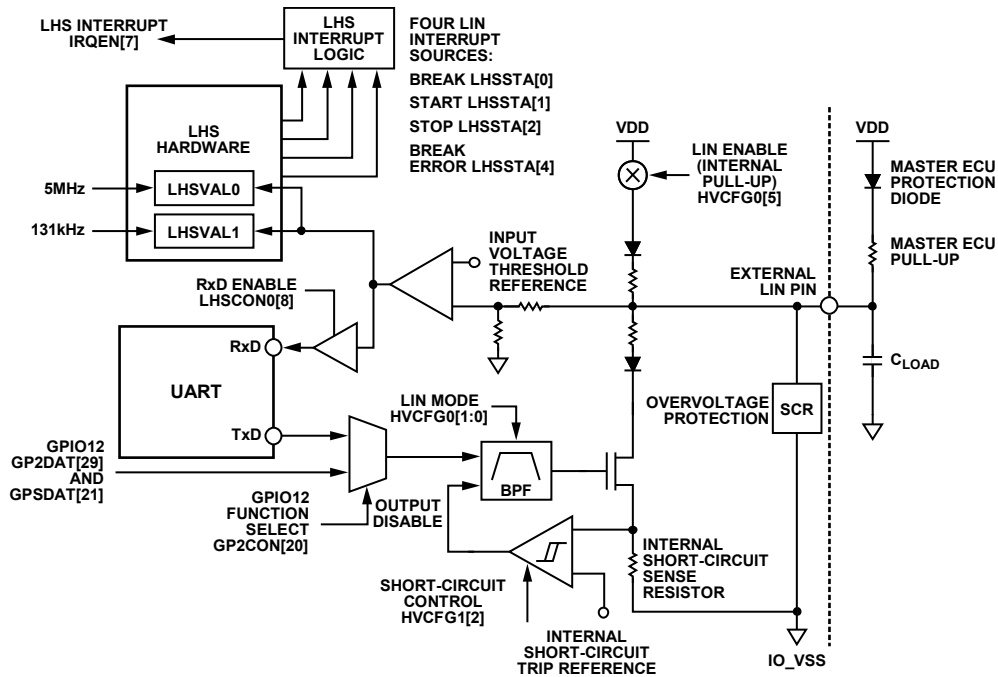 LHS INTERRUPT
IRQEN[7]
LHS
INTERRUPT
LOGIC
FOUR LIN
INTERRUPT
SOURCES:
BREAK LHSSTA[0]
START LHSSTA[1]
STOP LHSSTA[2]
BREAK
ERROR LHSSTA[4]
LHS
HARDWARE
5MHz
LHSVAL0
131kHz
LHSVAL1
VDD
LIN ENABLE
(INTERNAL
PULL-UP)
HVCFG0[5]
VDD
MASTER ECU
PROTECTION
DIODE
MASTER ECU
PULL-UP
INPUT
VOLTAGE
THRESHOLD
REFERENCE
EXTERNAL
LIN PIN
RxD ENABLE
LHSCON0[8]
RxD
UART
TxD
CLOAD
OVERVOLTAGE
PROTECTION
SCR
LIN MODE
HVCFG0[1:0]
BPF
GPIO12
GP2DAT[29]
AND
GPSDAT[21]
GPIO12
FUNCTION
SELECT
GP2CON[20]
OUTPUT
DISABLE
SHORT-CIRCUIT
CONTROL
HVCFG1[2]
INTERNAL
SHORT-CIRCUIT
SENSE
RESISTOR
INTERNAL
SHORT-CIRCUIT
TRIP REFERENCE
IO_VSS